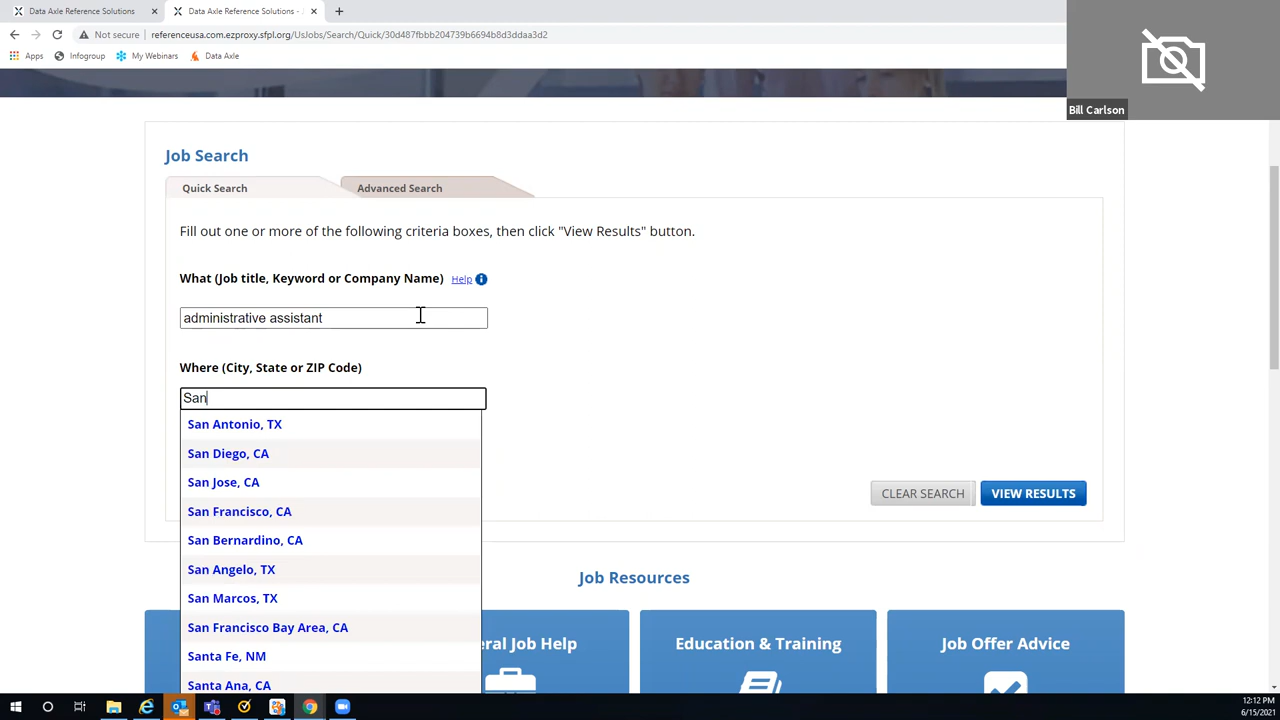 Data Axle Reference Solutions
Data Axle Reference Solutions - J
Not secure
referenceusa.com.ezproxy.sfpl.org/UsJobs/Search/Quick/30d487fbbb204739b6694b8d3ddaa3d2
Apps Infogroup My Webinars Data Axle
Bill Carlson
Job Search
Quick Search Advanced Search
Fill out one or more of the following criteria boxes, then click "View Results" button.
What (Job title, Keyword or Company Name) Help
administrative assistant
Where (City, State or ZIP Code)
San
San Antonio, TX
San Diego, CA
San Jose, CA
San Francisco, CA
San Bernardino, CA
San Angelo, TX
San Marcos, TX
San Francisco Bay Area, CA
Santa Fe, NM
Santa Ana, CA
CLEAR SEARCH VIEW RESULTS
Job Resources
eral Job Help Education & Training Job Offer Advice
12:12 PM
6/15/2021